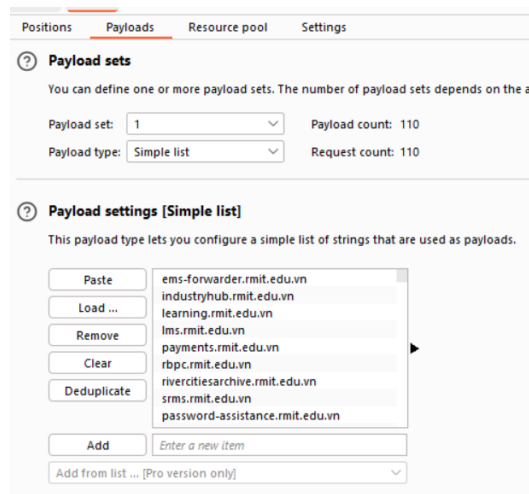 Positions Payloads Resource pool Settings
Payload sets
You can define one or more payload sets. The number of payload sets depends on the
Payload set: 1 Payload count: 110
Payload type: Simple list Request count: 110
Payload settings [Simple list]
This payload type lets you configure a simple list of strings that are used as payloads.
Paste
Load ...
Remove
Clear
Deduplicate
ems-forwarder.rmit.edu.vn
industryhub.rmit.edu.vn
learning.rmit.edu.vn
lms.rmit.edu.vn
payments.rmit.edu.vn
rbpc.rmit.edu.vn
rivercitiesarchive.rmit.edu.vn
srms.rmit.edu.vn
password-assistance.rmit.edu.vn
Add Enter a new item
Add from list ... [Pro version only]